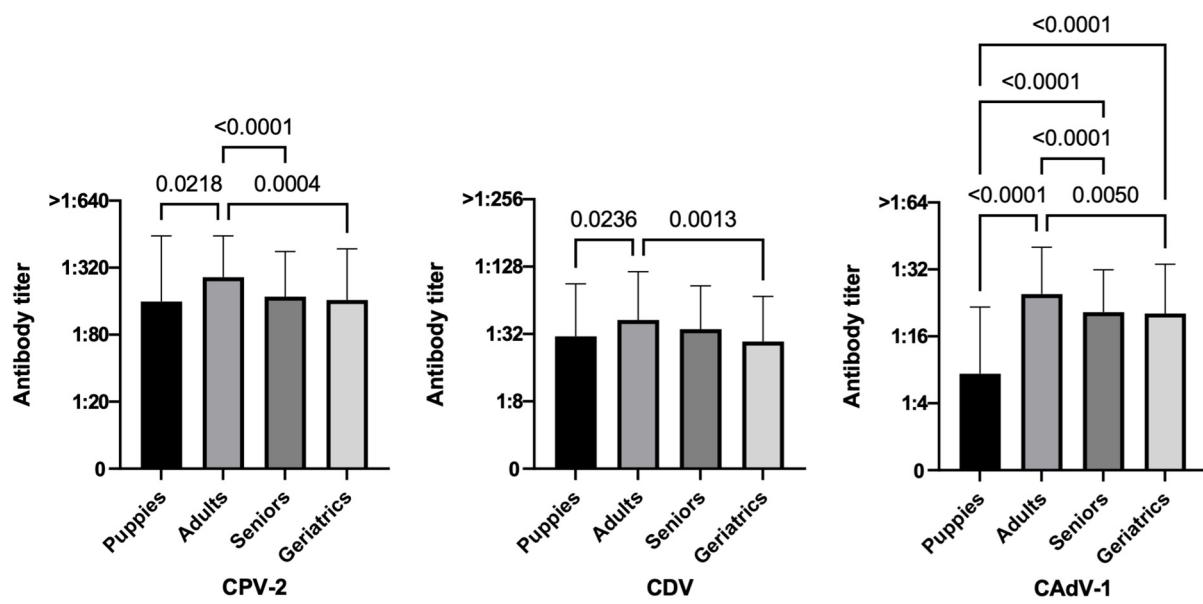 <0.0001
0.0218
0.0004
>1:640
1:320
1:80
1:20
0
Antibody titer
Puppies
Adults
Seniors
Geriatrics
CPV-2
0.0236
0.0013
>1:256
1:128
1:32
1:8
0
Antibody titer
Puppies
Adults
Seniors
Geriatrics
CDV
<0.0001
<0.0001
<0.0001
<0.0001
0.0050
>1:64
1:32
1:16
1:4
0
Antibody titer
Puppies
Adults
Seniors
Geriatrics
CAdV-1